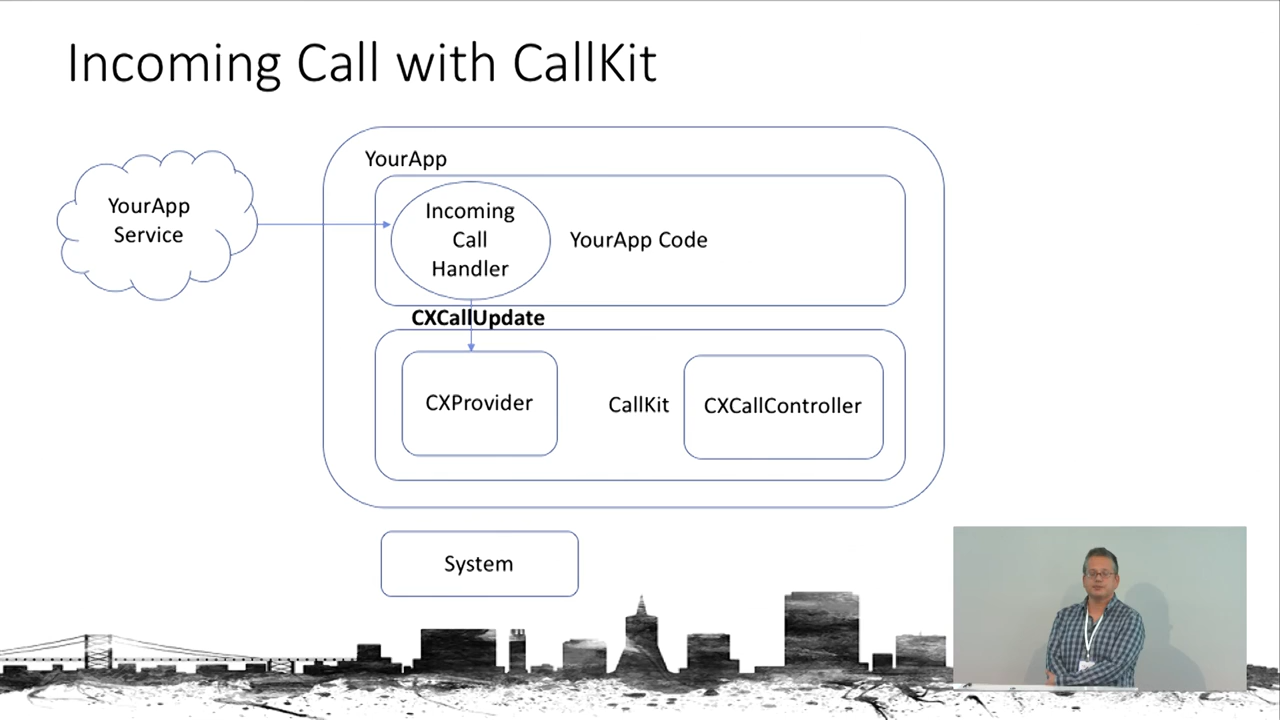 Incoming Call with CallKit
YourApp
Service
YourApp
Incoming
Call
Handler
YourApp Code
CXCallUpdate
CXProvider
CallKit
CXCallController
System